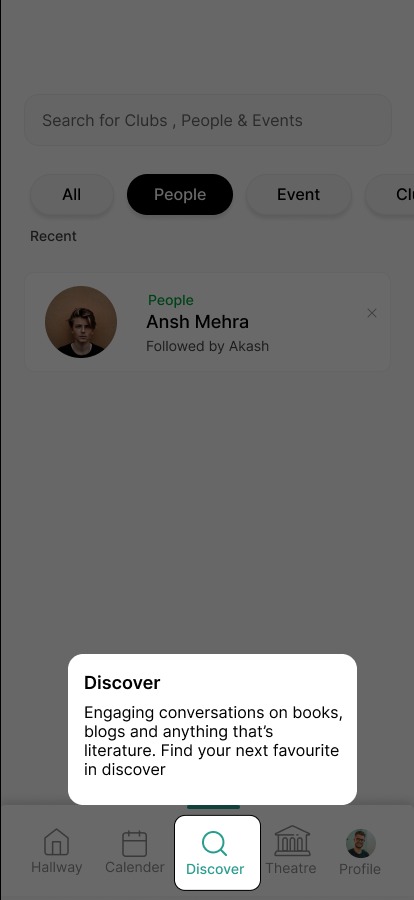 Search for Clubs , People & Events
All People Event Clu
Recent
People
Ansh Mehra
Followed by Akash
Discover
Engaging conversations on books,
blogs and anything that's
literature. Find your next favourite
in discover
Hallway Calender Discover Theatre Profile